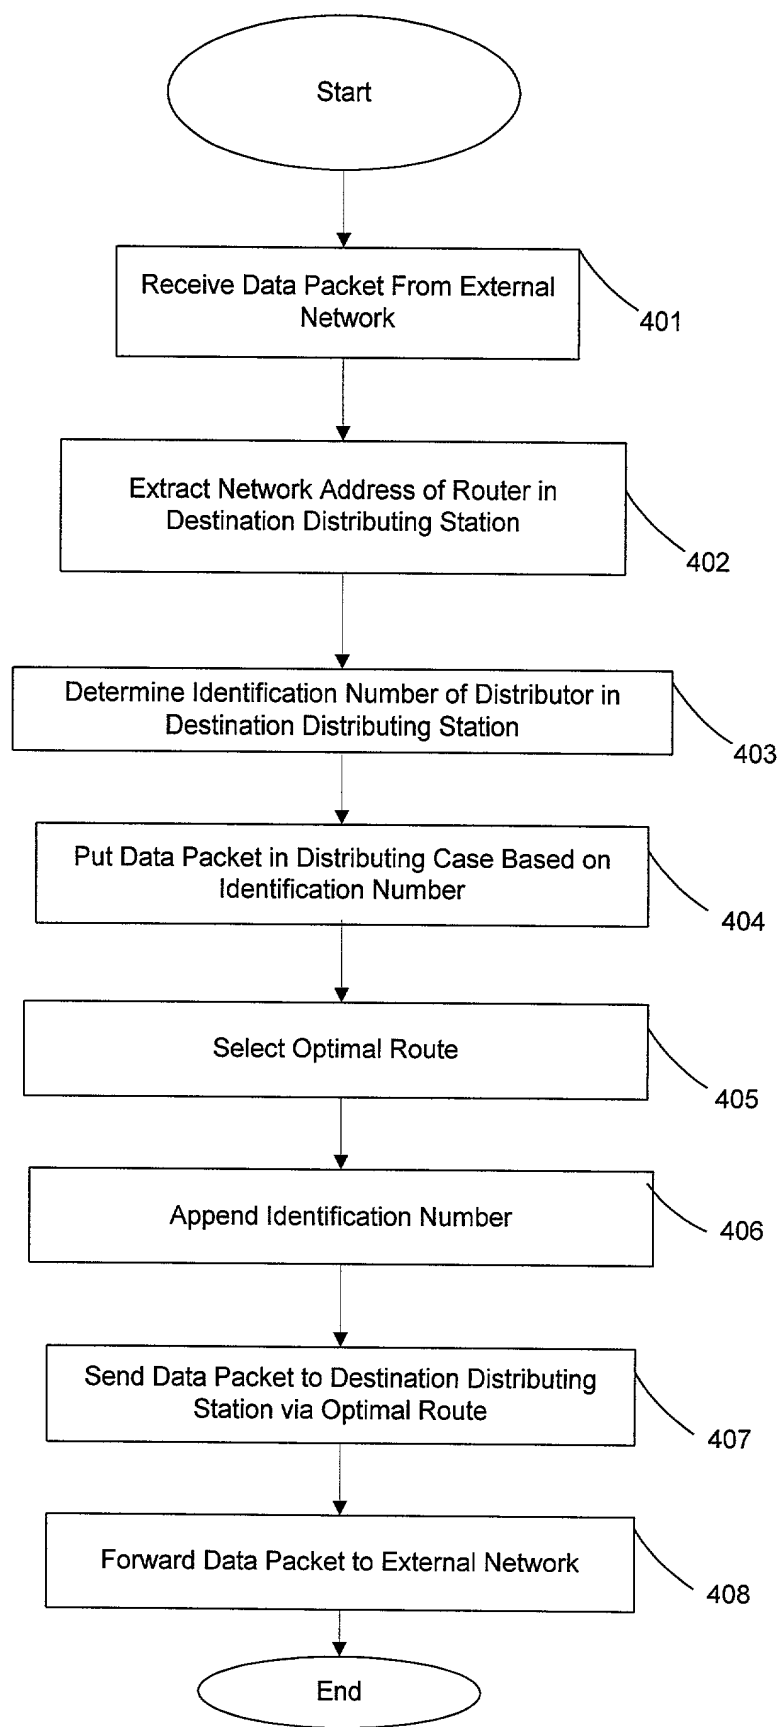 Start
Receive Data Packet From External
Network
401
Extract Network Address of Router in
Destination Distributing Station
402
Determine Identification Number of Distributor in
Destination Distributing Station
403
Put Data Packet in Distributing Case Based on
Identification Number
404
Select Optimal Route
405
Append Identification Number
406
Send Data Packet to Destination Distributing
Station via Optimal Route
407
Forward Data Packet to External Network
408
End